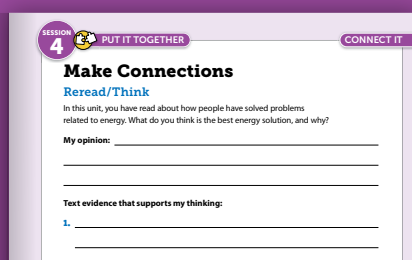 SESSION
4
PUT IT TOGETHER
CONNECT IT
Make Connections
Reread/Think
In this unit, you have read about how people have solved problems
related to energy. What do you think is the best energy solution, and why?
My opinion:
Text evidence that supports my thinking:
1.